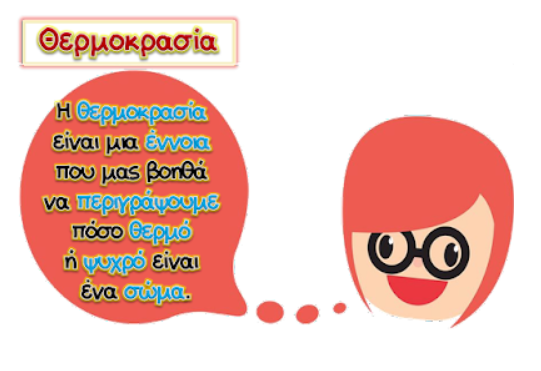 Θερμοκρασία
Η θερμοκρασία
είναι μια έννοια
που μας βοηθά
να περιγράψουμε
πόσο θερμό
ή ψυχρό είναι
ένα σώμα.